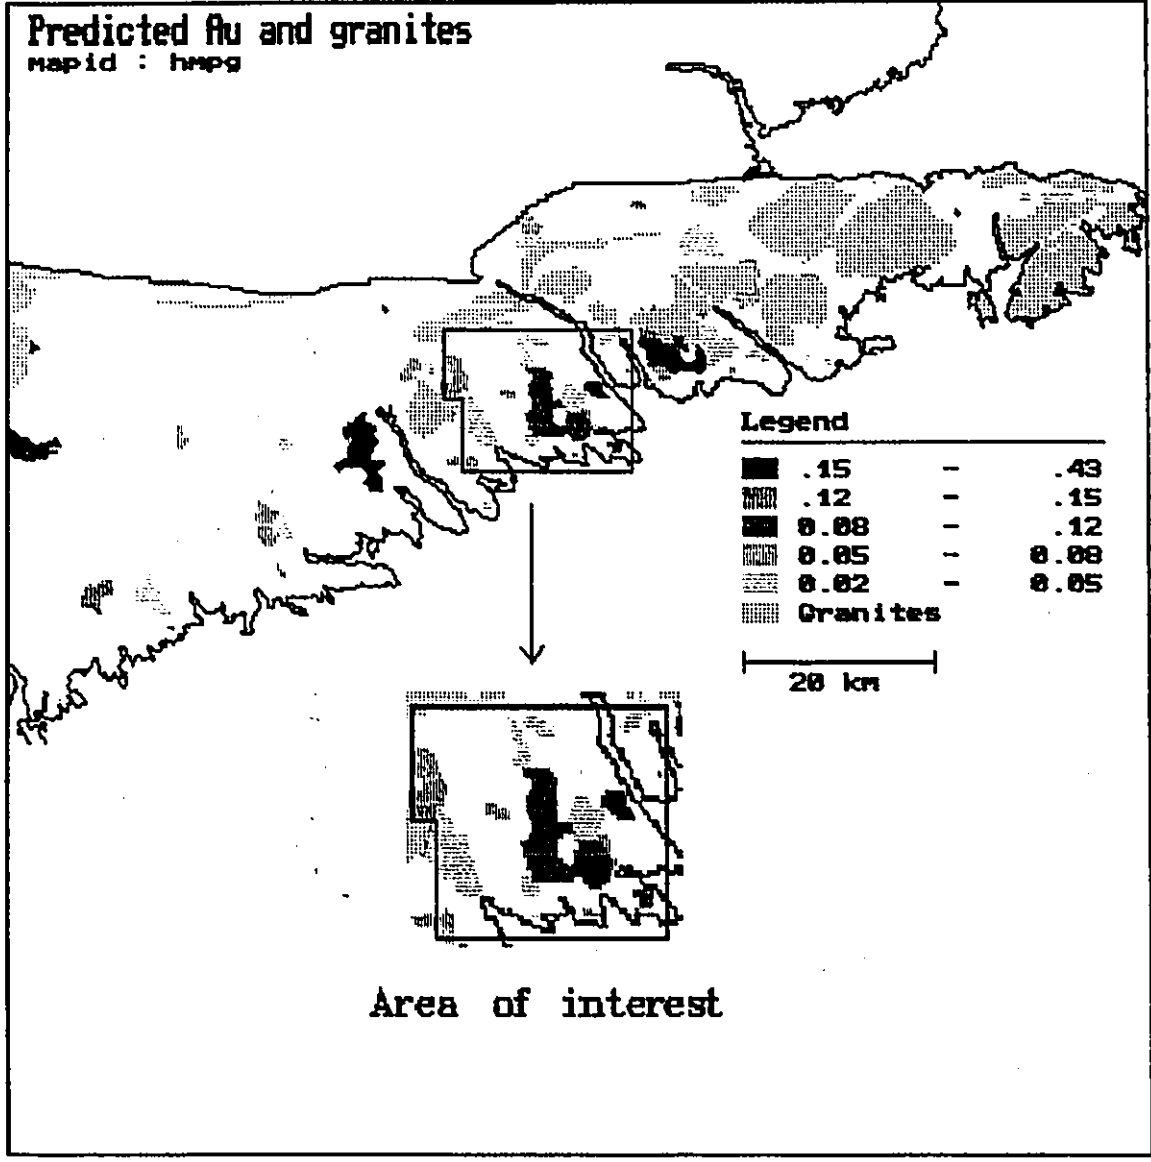 Predicted Au and granites
mapid : hmpg
Legend
.15 - .43
.12 - .15
0.08 - .12
0.05 - 0.08
0.02 - 0.05
Granites
20 km
Area of interest